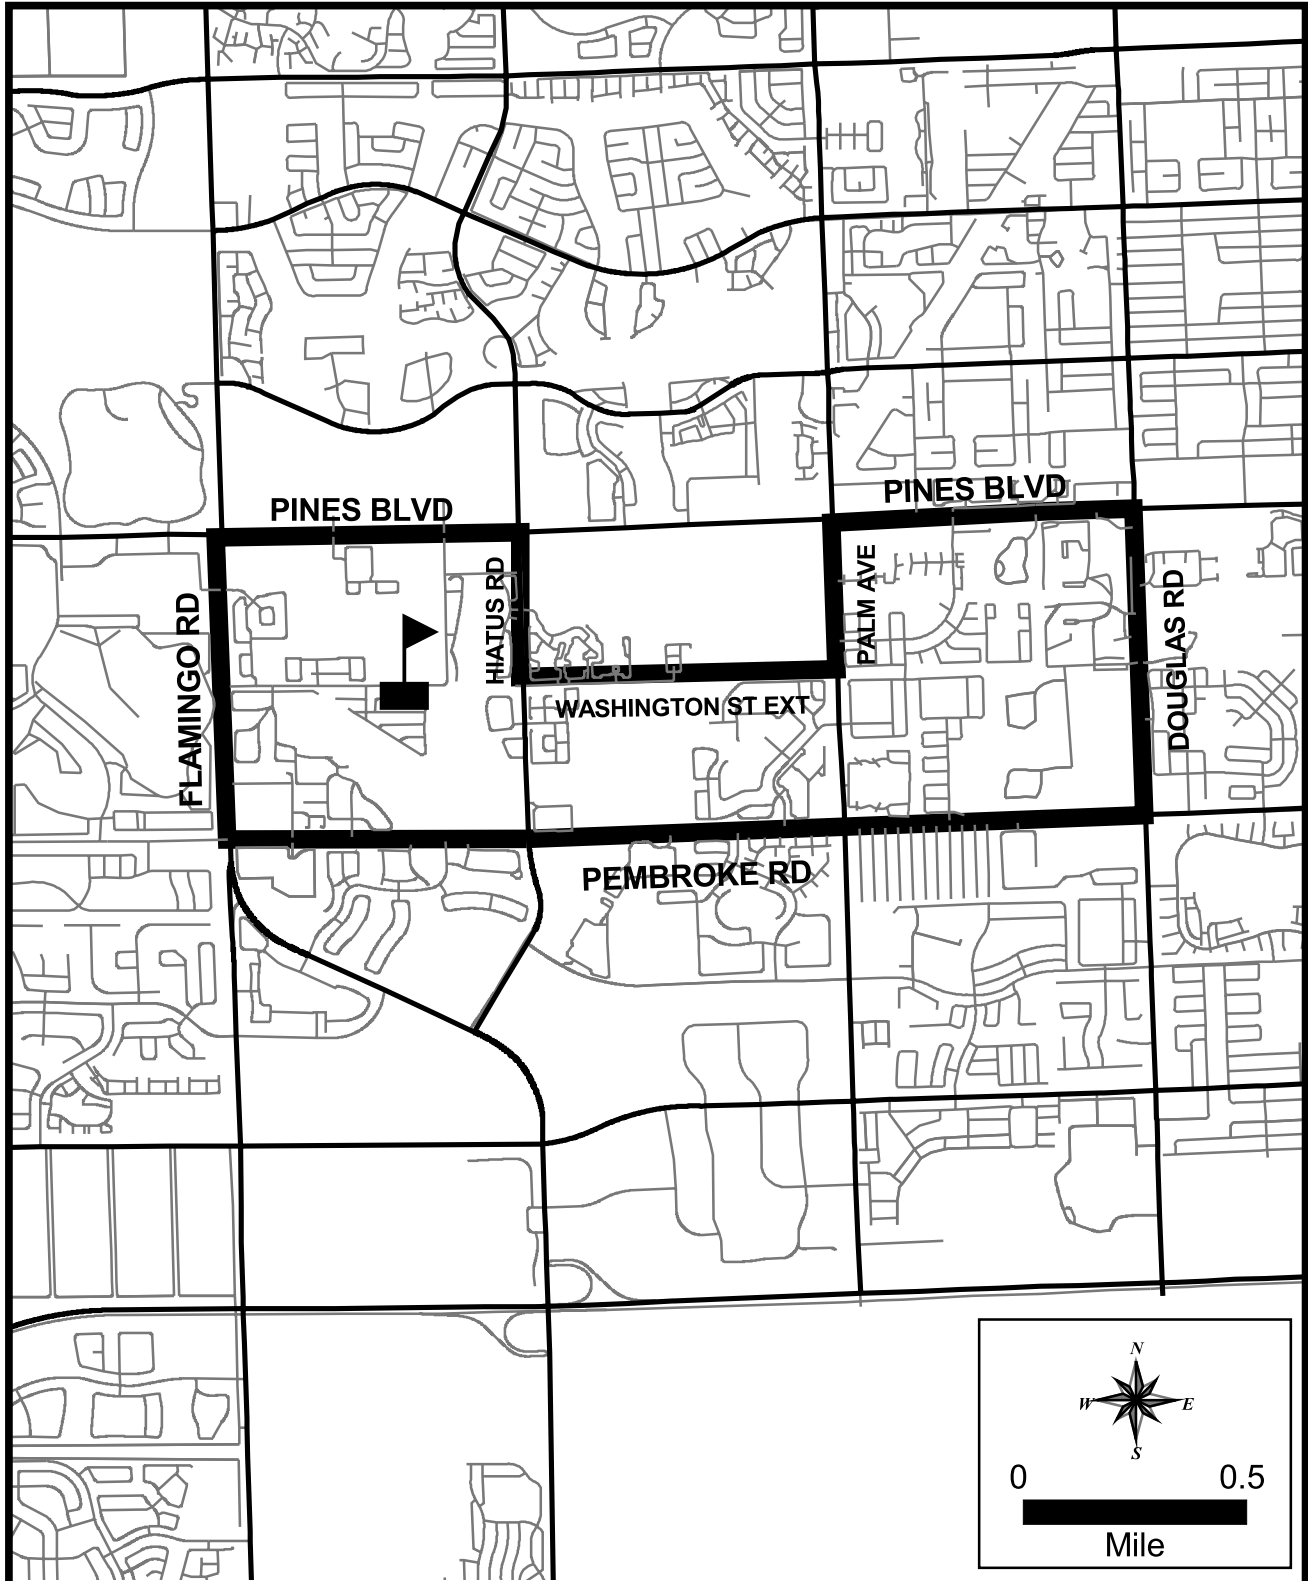 PINES BLVD
PINES BLVD
FLAMINGO RD
HIATUS RD
PALM AVE
DOUGLAS RD
WASHINGTON ST EXT
PEMBROKE RD
N
W E
S
0 0.5
Mile